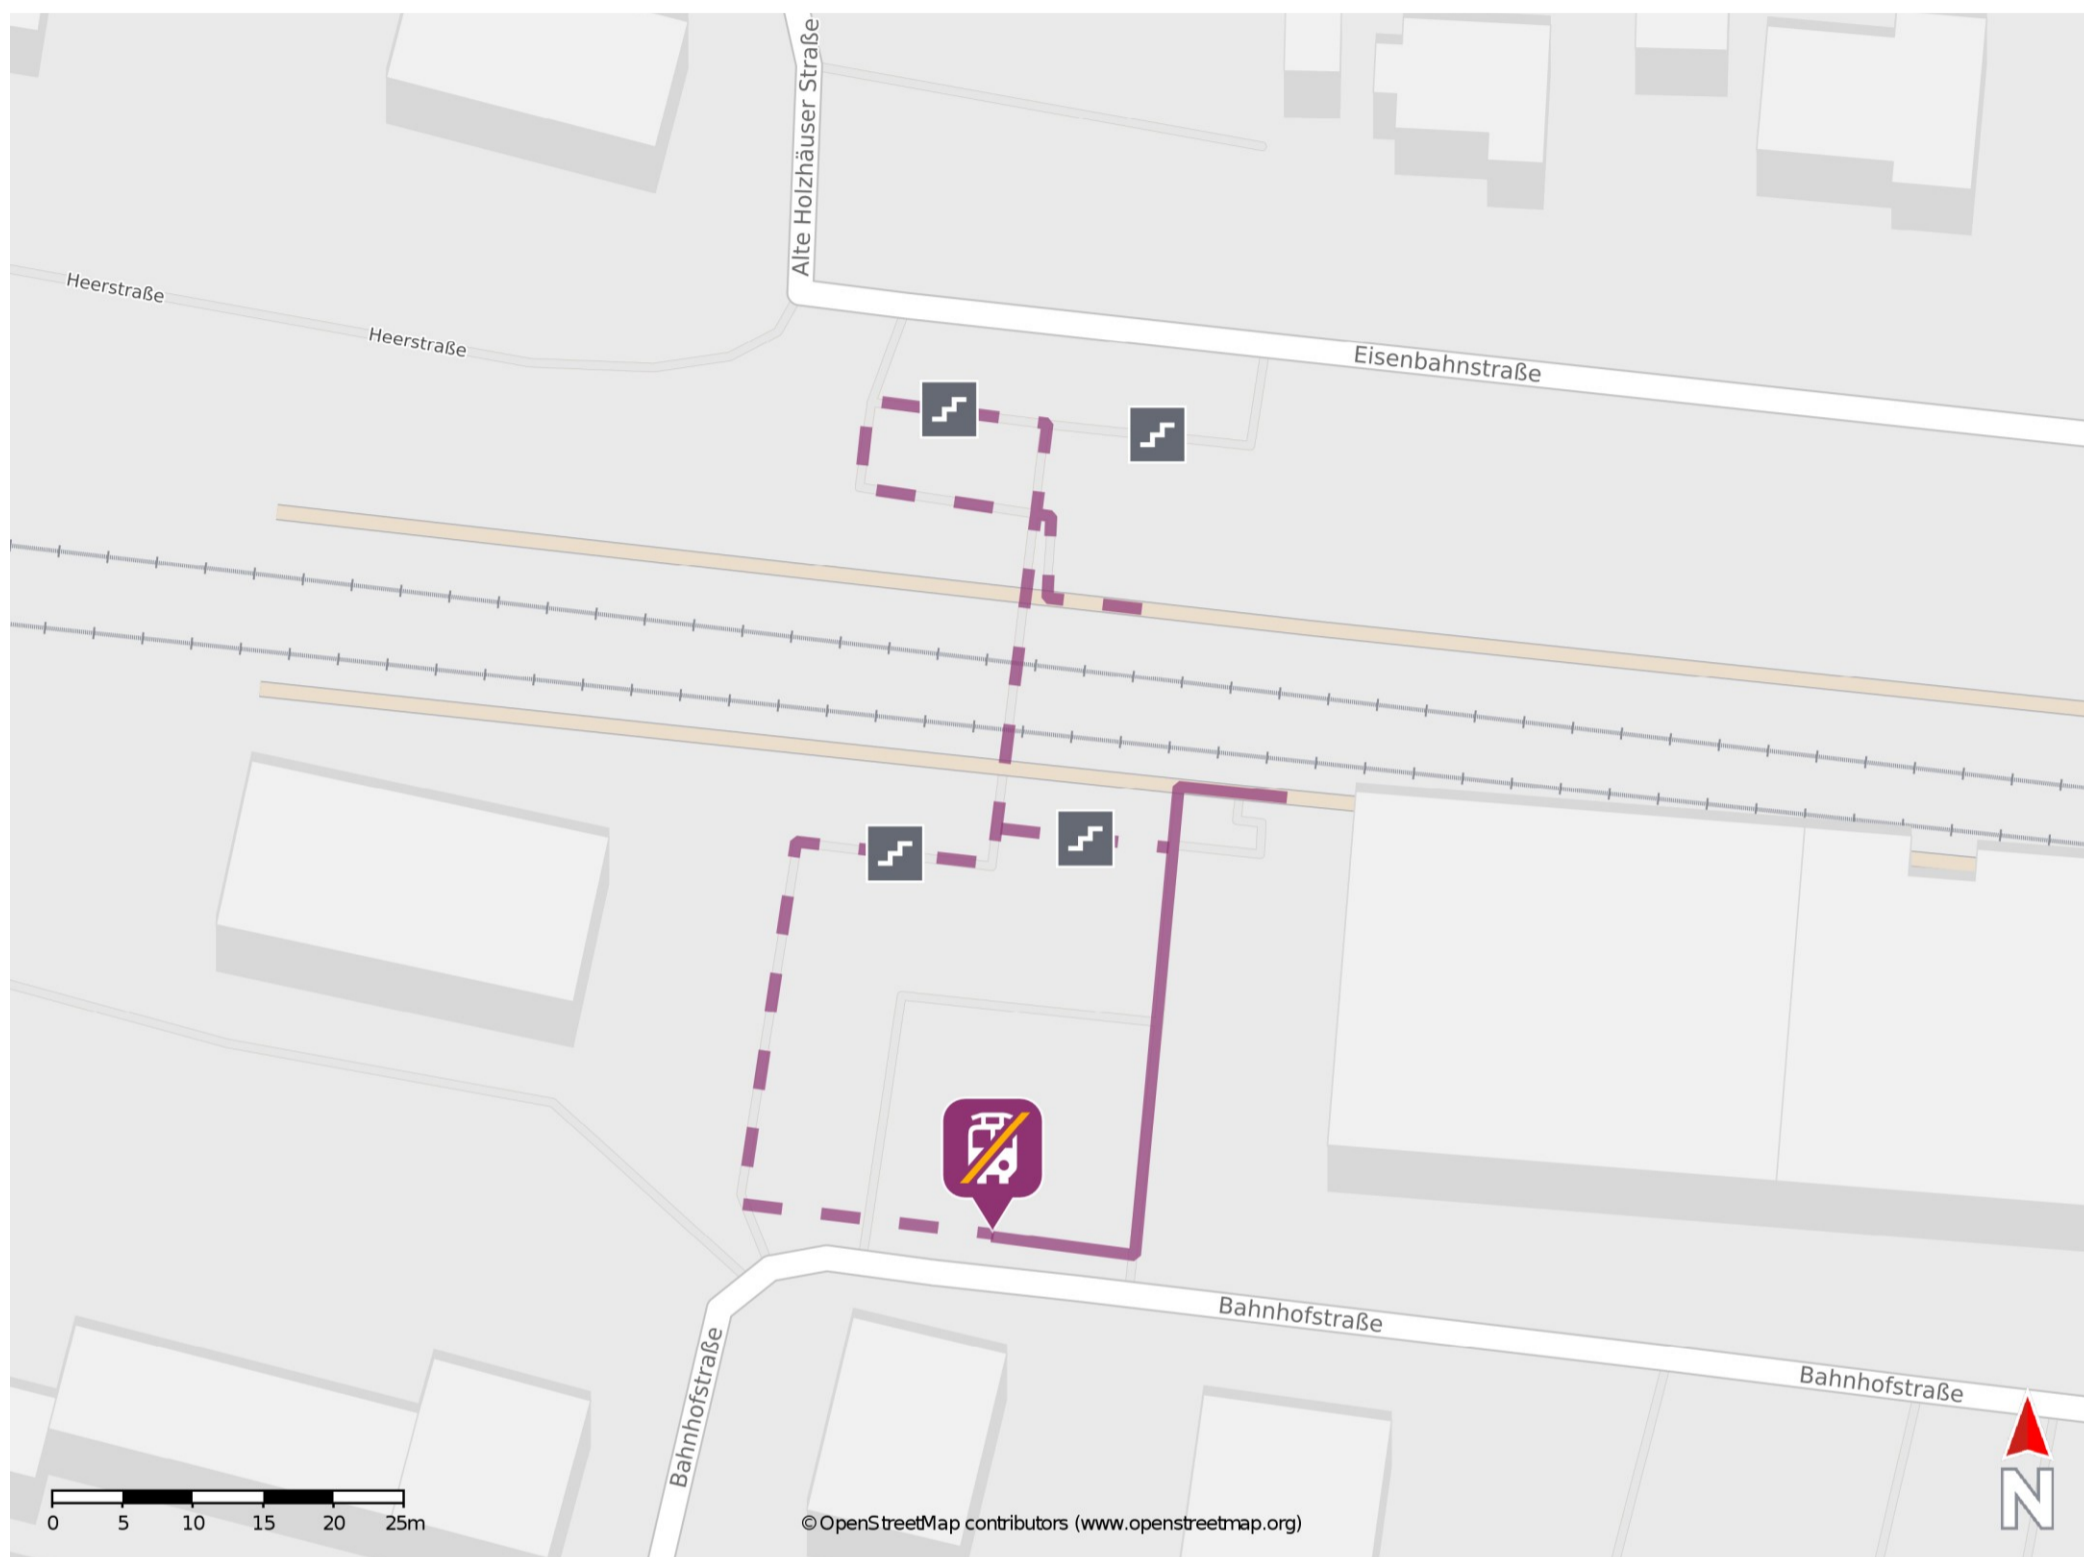 Alte Holzhäuser Straße
Heerstraße
Heerstraße
Eisenbahnstraße
Bahnhofstraße
Bahnhofstraße
Bahnhofstraße
N
0 5 10 15 20 25m
©OpenStreetMap contributors (www.openstreetmap.org)